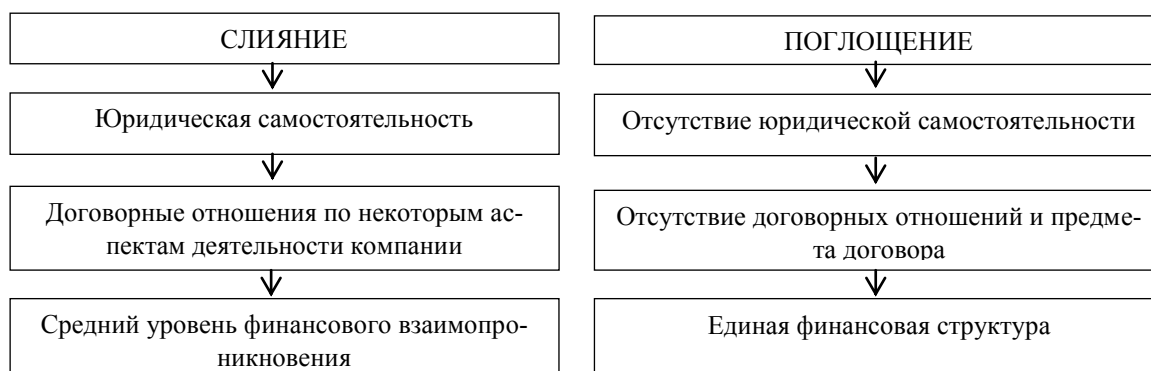 СЛИЯНИЕ
Юридическая самостоятельность
Договорные отношения по некоторым ас-
пектам деятельности компании
Средний уровень финансового взаимопро-
никновения
ПОГЛОЩЕНИЕ
Отсутствие юридической самостоятельности
Отсутствие договорных отношений и предме-
та договора
Единая финансовая структура